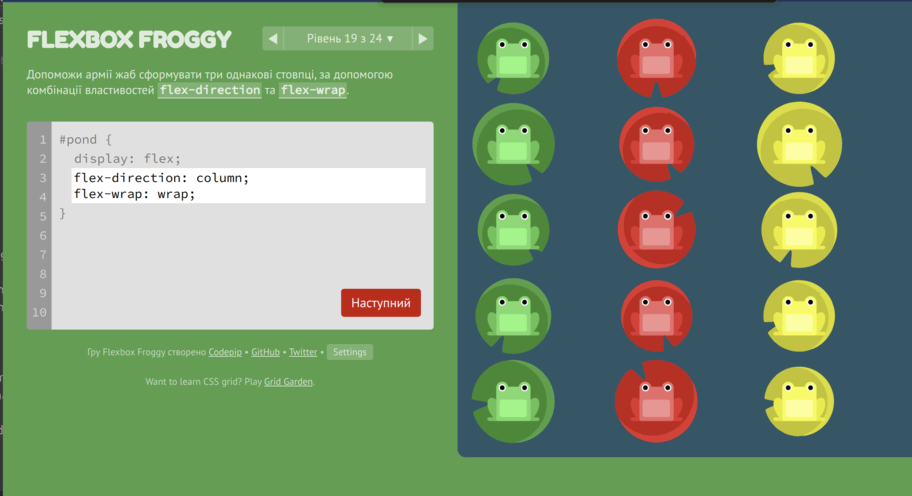 FLEXBOX FROGGY
◀ Рівень 19 з 24 ▼ ▶
Допоможи армії жаб сформувати три однакові стовпці, за допомогою
комбінації властивостей flex-direction та flex-wrap.
1 #pond {
2 display: flex;
3 flex-direction: column;
4 flex-wrap: wrap;
5 }
6
7
8
9
10
Наступний
Гру Flexbox Froggy створено Codepip • GitHub • Twitter • Settings
Want to learn CSS grid? Play Grid Garden.